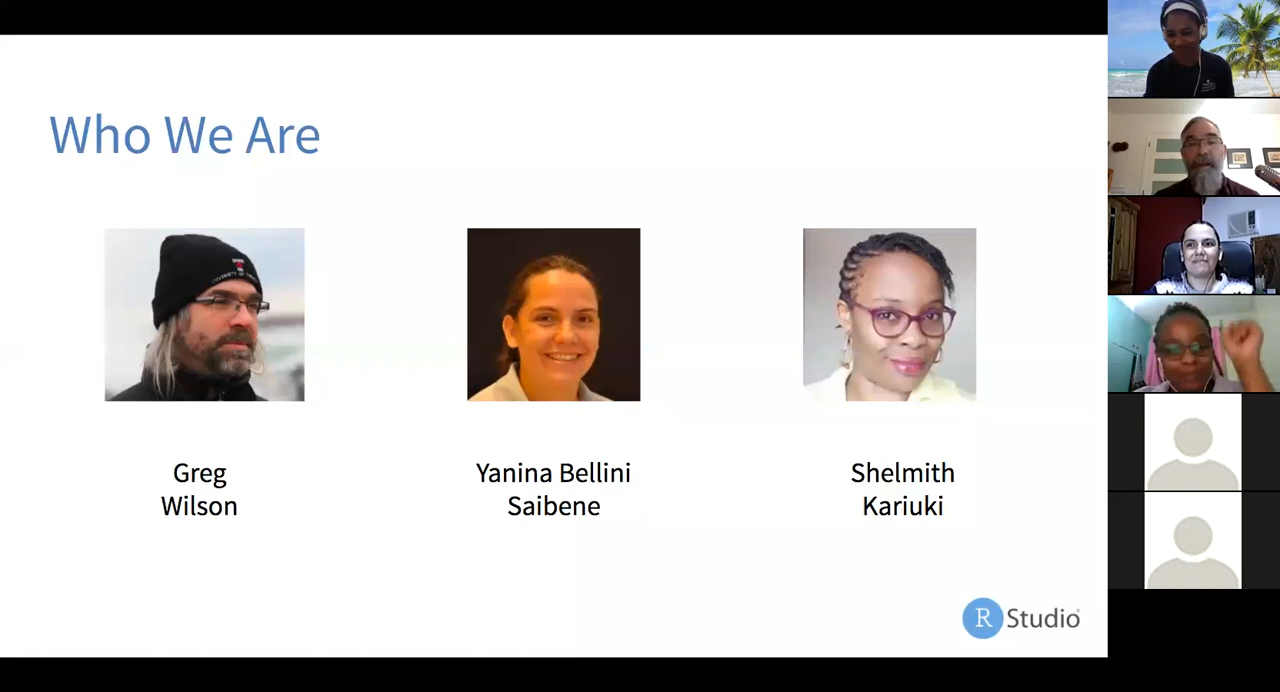 Who We Are
Greg
Wilson
Yanina Bellini
Saibene
Shelmith
Kariuki
R Studio